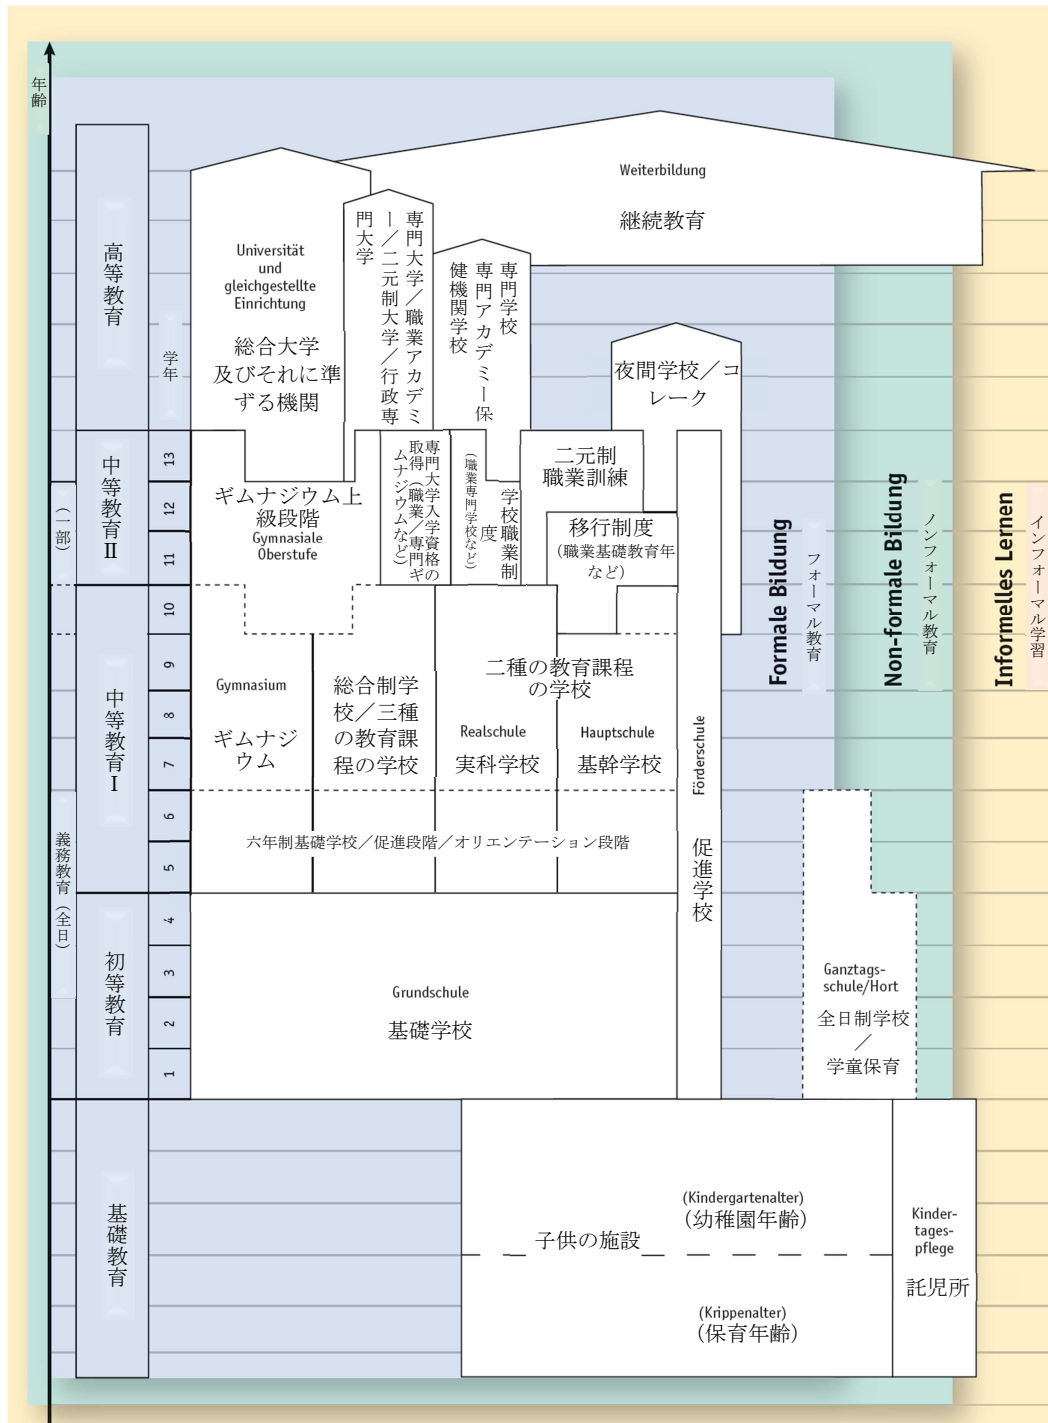 年齢
Weiterbildung
継続教育
高等教育
学年
Universität
und
gleichgestellte
Einrichtung
総合大学
及びそれに準
ずる機関
専門大学／職業アカデミ
ー／二元制大学／行政専
門大学
専門学校
専門アカデミー保
健機関学校
夜間学校／コ
レーク
中等教育Ⅱ
（一部）
13
12
11
ギムナジウム上
級段階
Gymnasiale
Oberstufe
専門大学入学資格の
取得（職業／専門ギ
ムナジウムなど）
学校職業制
度
（職業専門学校など）
二元制
職業訓練
移行制度
（職業基礎教育年
など）
Formale Bildung
フォーマル教育
Non-formale Bildung
ノンフォーマル教育
Informelles Lernen
インフォーマル学習
中等教育Ⅰ
10
9
8
7
6
5
Gymnasium
ギムナジ
ウム
総合制学
校／三種
の教育課
程の学校
二種の教育課程
の学校
Realschule
実科学校
Hauptschule
基幹学校
Förderschule
促進学校
六年制基礎学校／促進段階／オリエンテーション段階
義務教育（全日）
初等教育
4
3
2
1
Grundschule
基礎学校
Ganztags-
schule/Hort
全日制学校
／
学童保育
基礎教育
(Kindergartenalter)
（幼稚園年齢）
子供の施設
(Krippenalter)
（保育年齢）
Kinder-
tages-
pflege
託児所